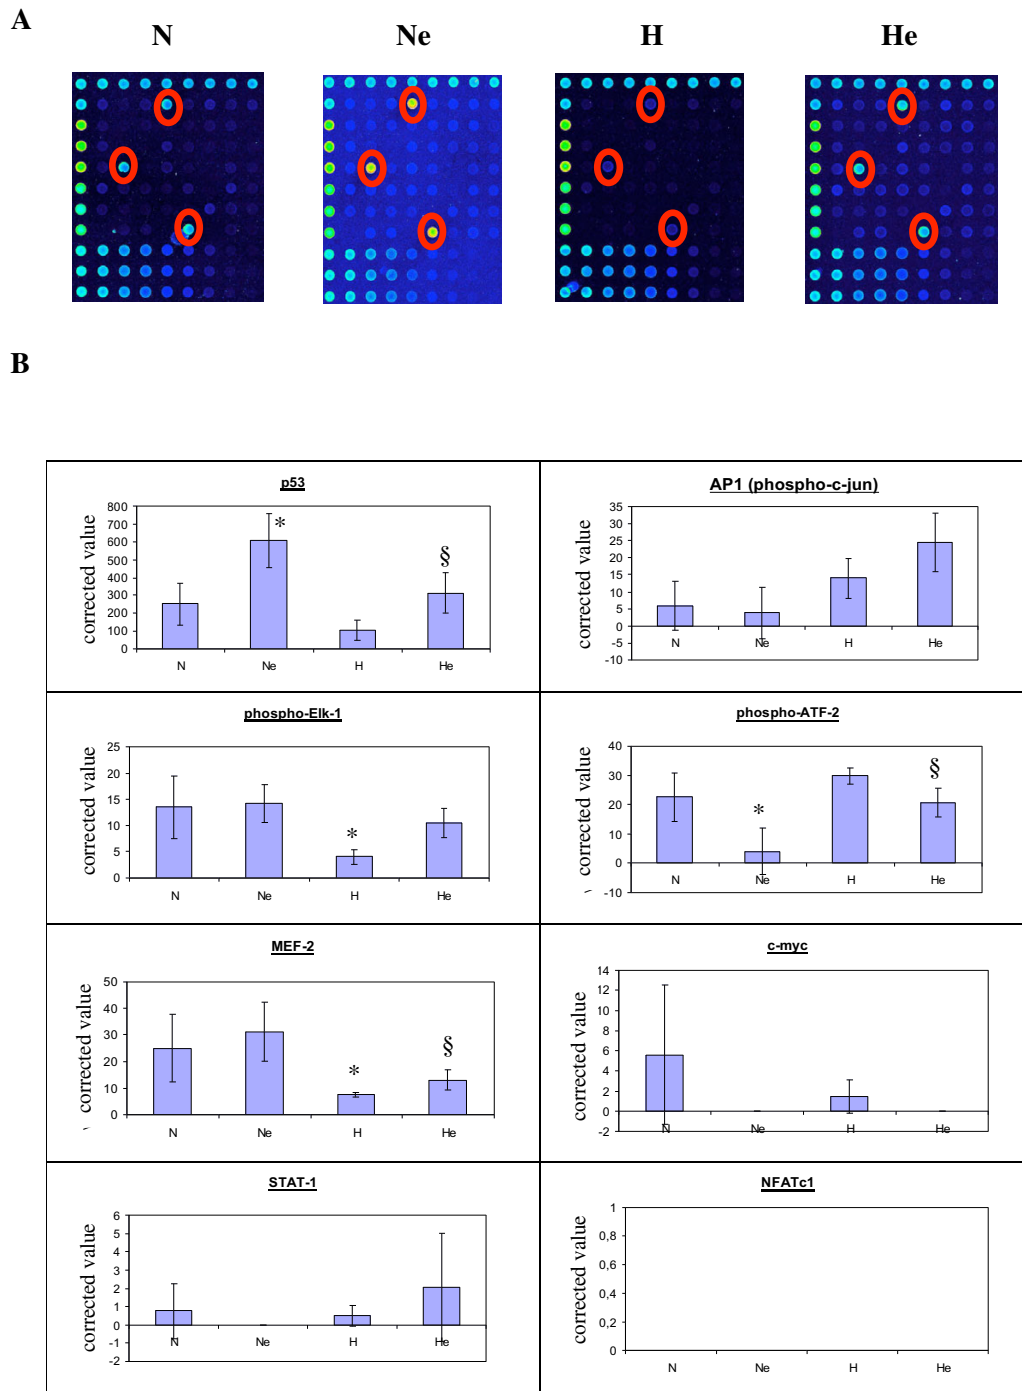 A
N Ne H He
B
p53
corrected value
800
700
600
500
400
300
200
100
0
*
§
N Ne H He
AP1 (phospho-c-jun)
corrected value
35
30
25
20
15
10
5
0
-5
-10
N Ne H He
phospho-Elk-1
corrected value
25
20
15
10
5
0
*
N Ne H He
phospho-ATF-2
corrected value
40
30
20
10
0
-10
*
§
N Ne H He
MEF-2
corrected value
50
40
30
20
10
0
*
§
N Ne H He
c-myc
corrected value
14
12
10
8
6
4
2
0
-2
N Ne H He
STAT-1
corrected value
6
5
4
3
2
1
0
-1
-2
N Ne H He
NFATc1
corrected value
1
0,8
0,6
0,4
0,2
0
N Ne H He